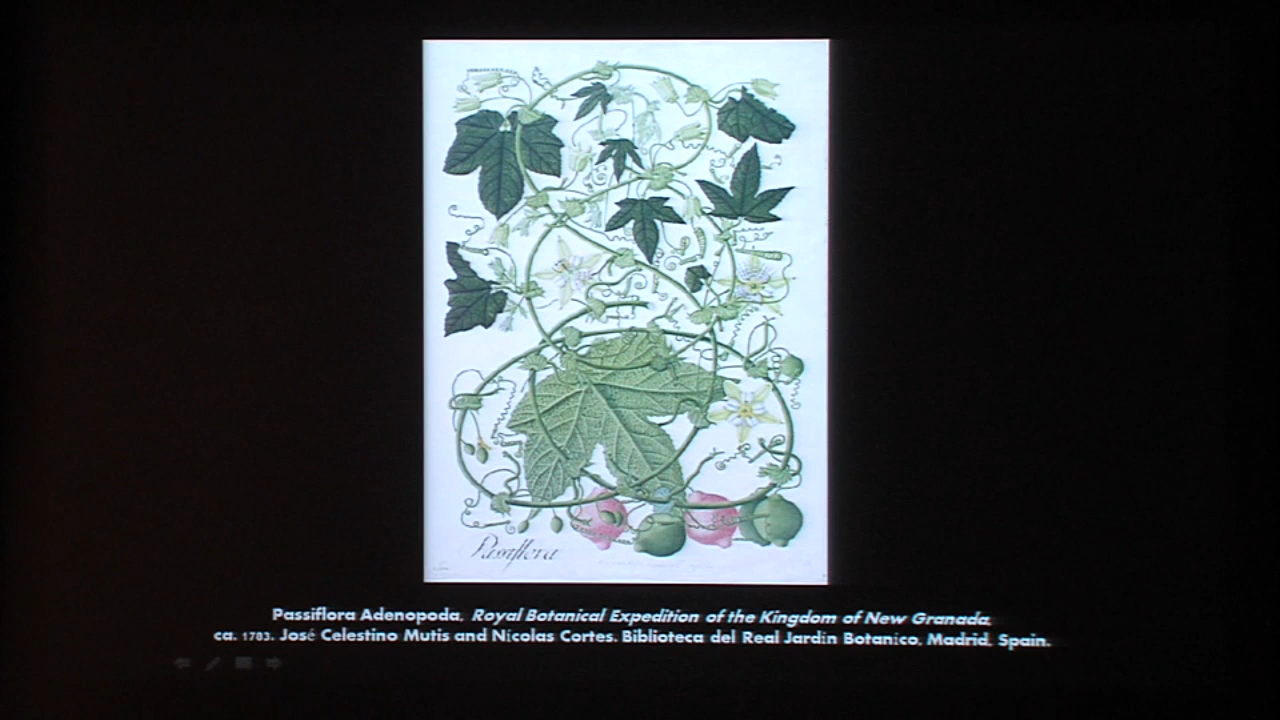 Passiflora
Passiflora Adenopoda, Royal Botanical Expedition of the Kingdom of New Granada,
ca. 1783. José Celestino Mutis and Nicolas Cortes. Biblioteca del Real Jardin Botanico, Madrid, Spain.